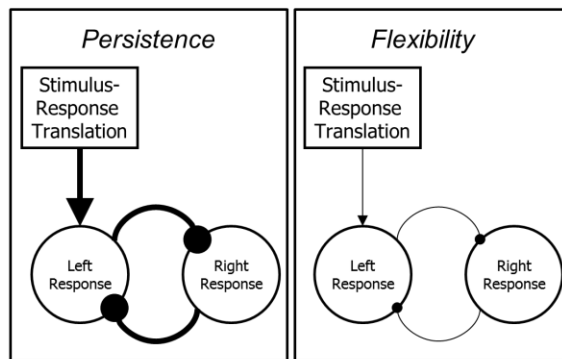 Persistence
Stimulus-
Response
Translation
Left
Response
Right
Response
Flexibility
Stimulus-
Response
Translation
Left
Response
Right
Response